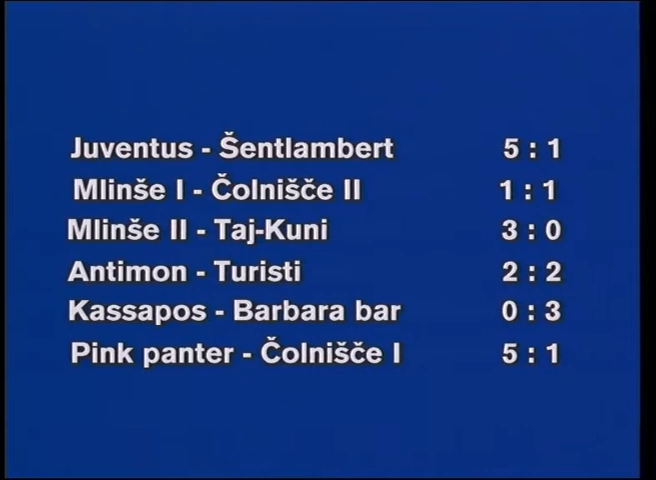 Juventus - Šentlambert 5 : 1
Mlinše I - Čolnišče II 1 : 1
Mlinše II - Taj-Kuni 3 : 0
Antimon - Turisti 2 : 2
Kassapos - Barbara bar 0 : 3
Pink panter - Čolnišče I 5 : 1